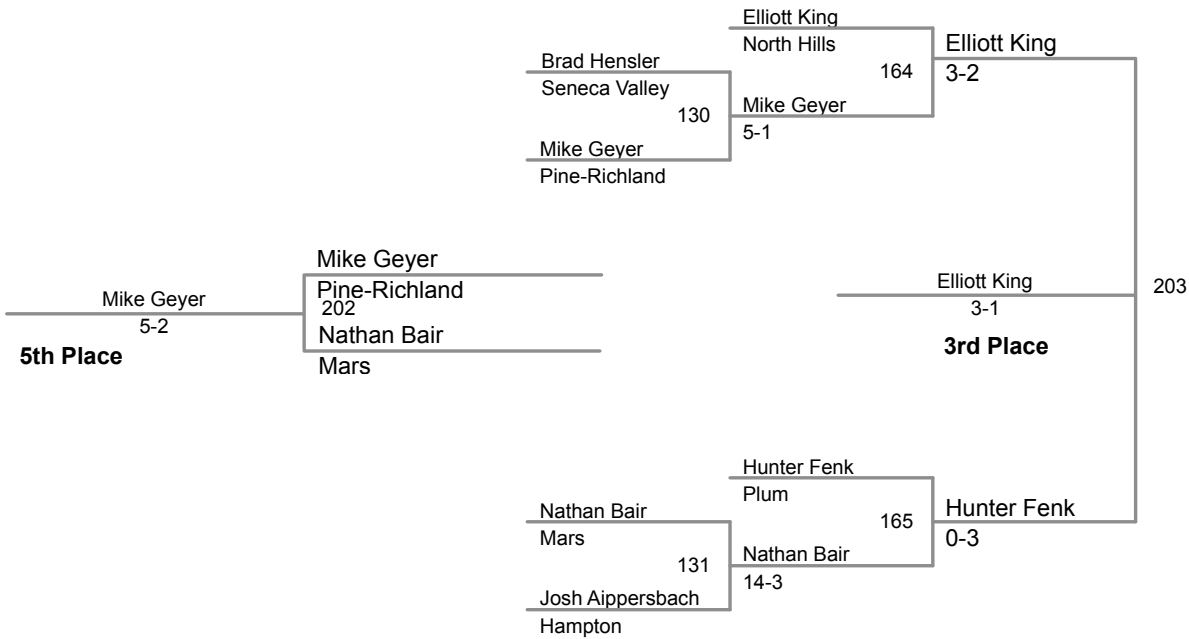 Elliott King
North Hills
Elliott King
3-2
164
Brad Hensler
Seneca Valley
130
Mike Geyer
5-1
Mike Geyer
Pine-Richland
Mike Geyer
Pine-Richland
202
Mike Geyer
5-2
5th Place
Nathan Bair
Mars
Elliott King
3-1
3rd Place
203
Hunter Fenk
Plum
165
Hunter Fenk
0-3
Nathan Bair
Mars
131
Nathan Bair
14-3
Josh Aippersbach
Hampton